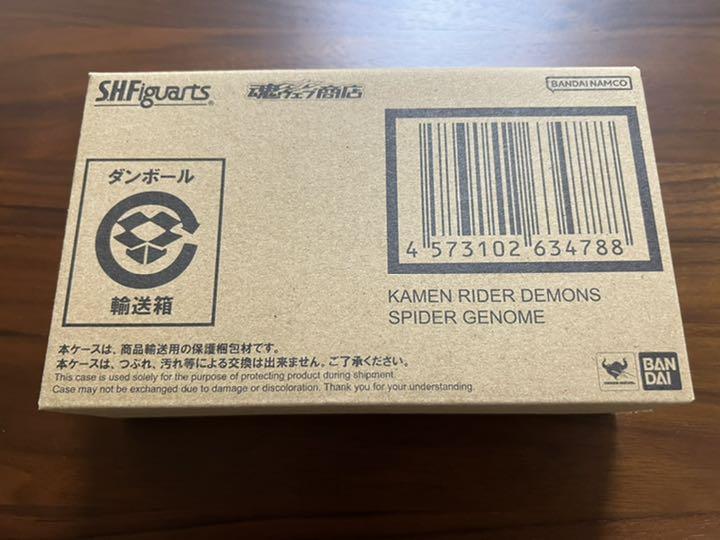 S.H.Figuarts®
魂ウェブ商店
BANDAI NAMCO
ダンボール
輸送箱
4 573102 634788
KAMEN RIDER DEMONS
SPIDER GENOME
本ケースは、商品輸送用の保護梱包材です。
本ケースは、つぶれ、汚れ等による交換は出来ません。ご了承ください。
This case is used solely for the purpose of protecting product during shipment.
Case may not be exchanged due to damage or discoloration. Thank you for your understanding.
BAN
DAI